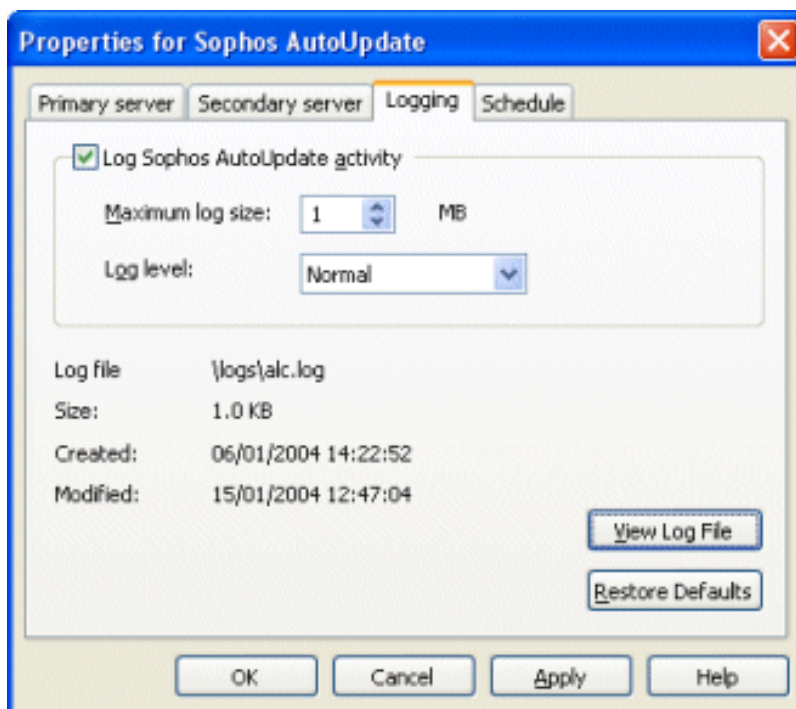 Properties for Sophos AutoUpdate
Primary server Secondary server Logging Schedule
Log Sophos AutoUpdate activity
Maximum log size: 1 MB
Log level: Normal
Log file \logs\alc.log
Size: 1.0 KB
Created: 06/01/2004 14:22:52
Modified: 15/01/2004 12:47:04
View Log File
Restore Defaults
OK Cancel Apply Help